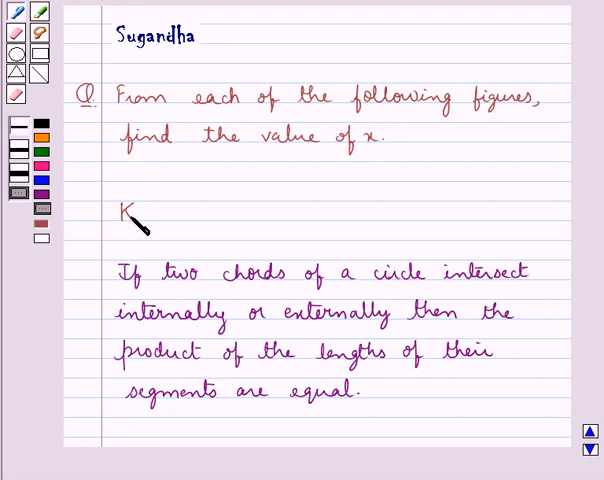 Sugandha
Q. From each of the following figures,
find the value of x.
K
If two chords of a circle intersect
internally or externally then the
product of the lengths of their
segments are equal.